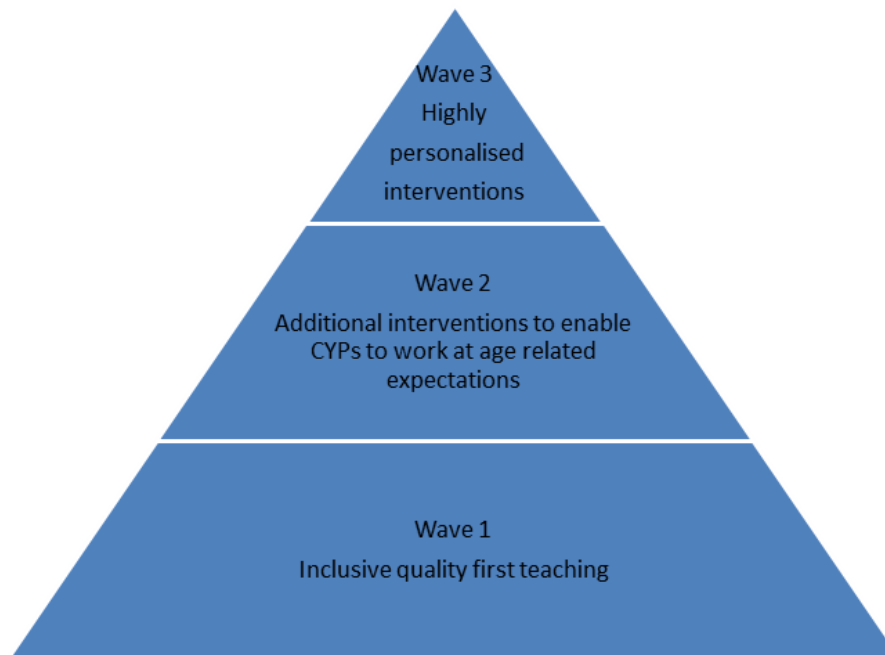 Wave 3
Highly
personalised
interventions
Wave 2
Additional interventions to enable
CYPs to work at age related
expectations
Wave 1
Inclusive quality first teaching